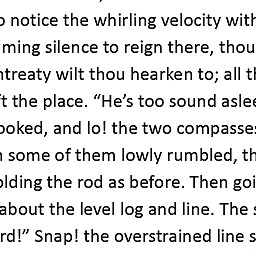 o notice the whirling velocity with
ming silence to reign there, thou
ntreaty wilt thou hearken to; all th
ft the place. “He’s too sound aslee
ooked, and lo! the two compasses
n some of them lowly rumbled, th
olding the rod as before. Then goi
about the level log and line. The s
rd!” Snap! the overstrained line s